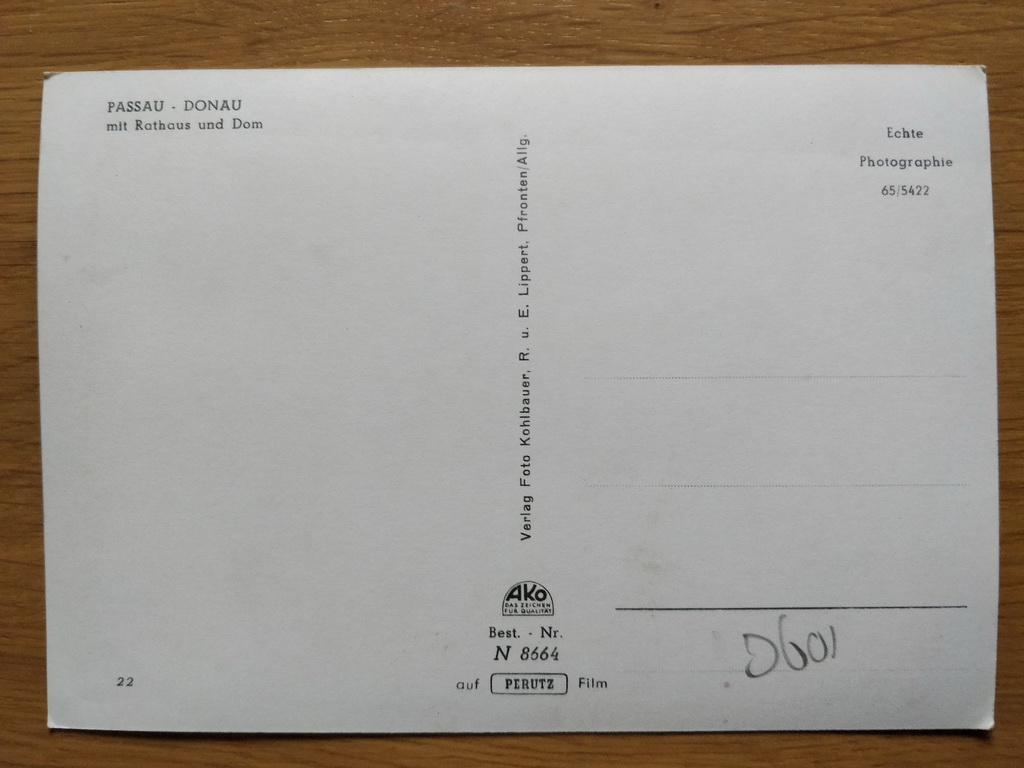 PASSAU - DONAU
mit Rathaus und Dom
Echte
Photographie
65/5422
Verlag Foto Kohlbauer, R. u. E. Lippert, Pfronten/Allg.
AKo
DAS ZEICHEN
FÜR QUALITÄT
Best. - Nr.
N 8664
auf PERUTZ Film
22
D601